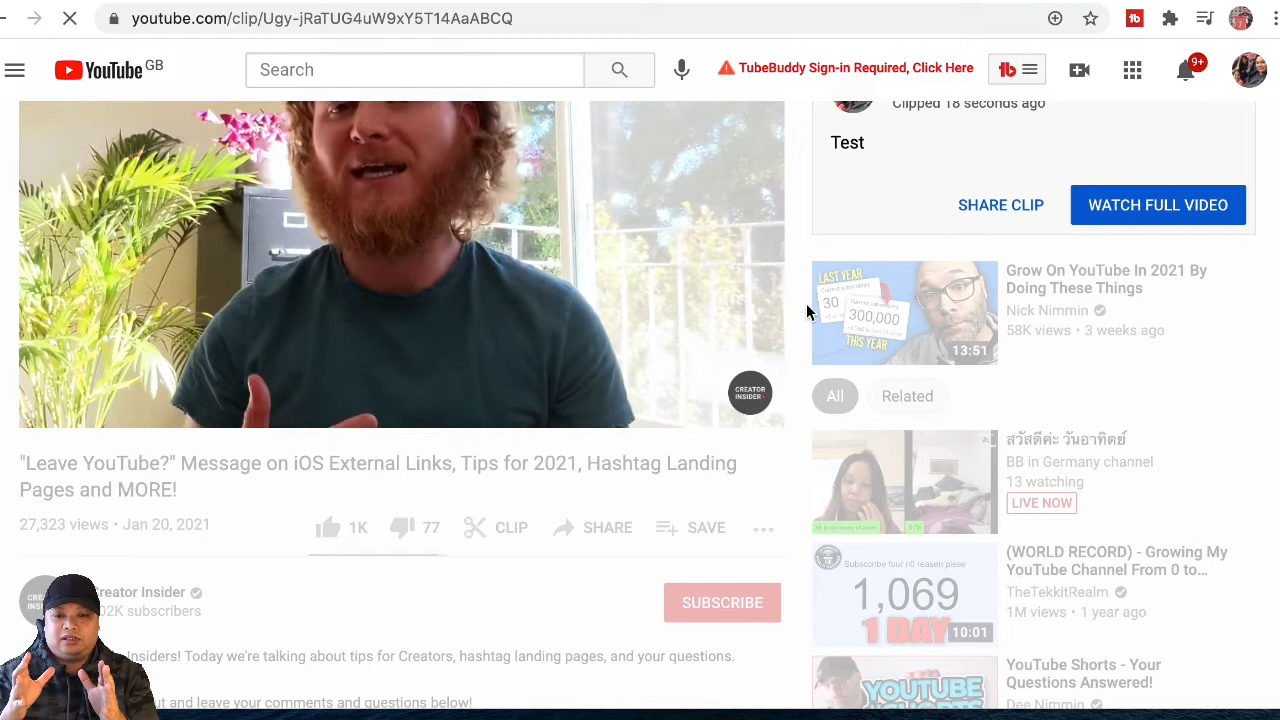 youtube.com/clip/Ugy-jRaTUG4uW9xY5T14AaABCQ
YouTube GB
Search
TubeBuddy Sign-in Required, Click Here
9+
Clipped 18 seconds ago
Test
SHARE CLIP
WATCH FULL VIDEO
CREATOR
INSIDER
"Leave YouTube?" Message on iOS External Links, Tips for 2021, Hashtag Landing
Pages and MORE!
27,323 views • Jan 20, 2021
1K
77
CLIP
SHARE
SAVE
Creator Insider
02K subscribers
SUBSCRIBE
Insiders! Today we're talking about tips for Creators, hashtag landing pages, and your questions.
and leave your comments and questions below!
LAST YEAR
30
300,000
THIS YEAR
13:51
Grow On YouTube In 2021 By
Doing These Things
Nick Nimmin
58K views • 3 weeks ago
All
Related
สวัสดีค่ะ วันอาทิตย์
BB in Germany channel
13 watching
LIVE NOW
1,069
1 DAY
10:01
(WORLD RECORD) - Growing My
YouTube Channel From 0 to...
TheTekkitRealm
1M views • 1 year ago
YOUTUBE
YouTube Shorts - Your
Questions Answered!
Dee Nimmin